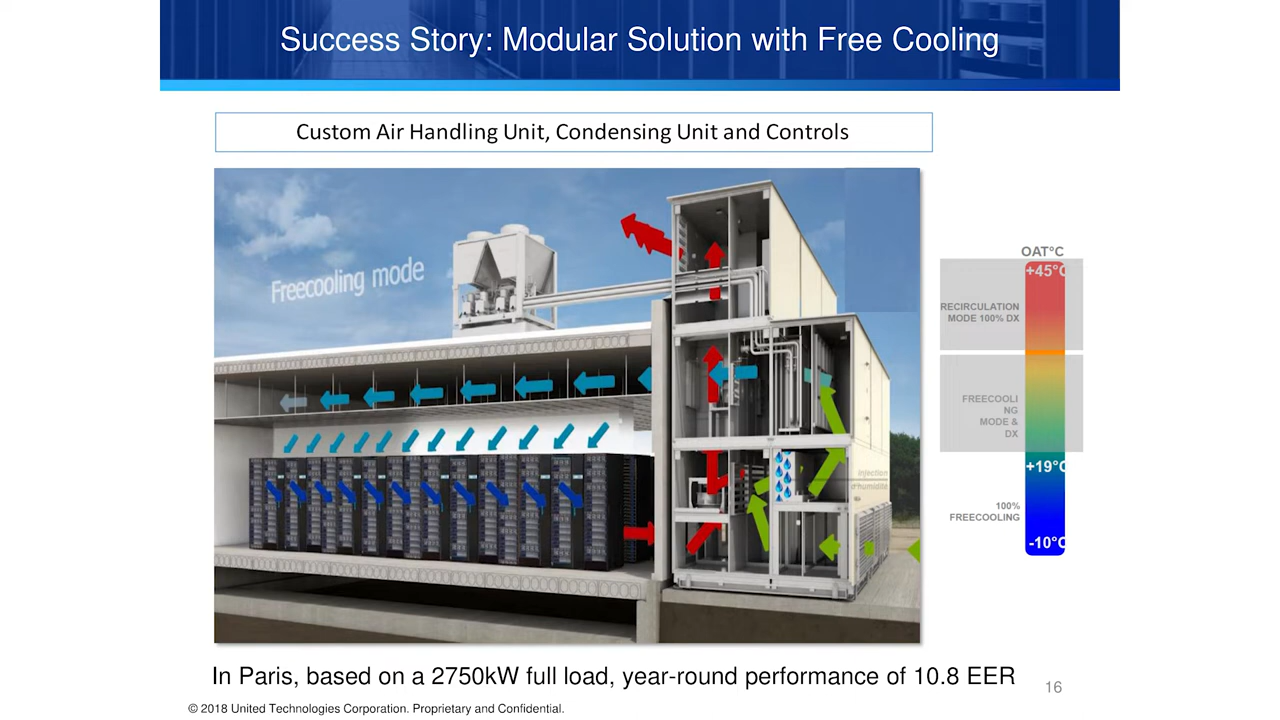 Success Story: Modular Solution with Free Cooling
Custom Air Handling Unit, Condensing Unit and Controls
Freecooling mode
injection
d'humidité
OAT°C
+45°C
RECIRCULATION
MODE 100% DX
FREECOOLI
NG
MODE &
DX
+19°C
100%
FREECOOLING
-10°C
In Paris, based on a 2750kW full load, year-round performance of 10.8 EER
16
© 2018 United Technologies Corporation. Proprietary and Confidential.